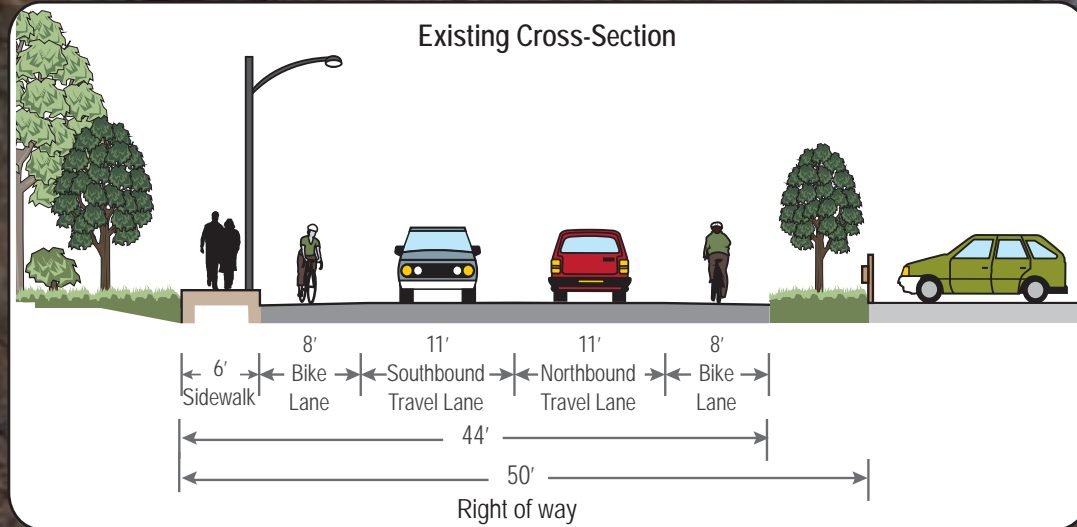 Existing Cross-Section
6′
Sidewalk
8′
Bike
Lane
11′
Southbound
Travel Lane
11′
Northbound
Travel Lane
8′
Bike
Lane
44′
50′
Right of way